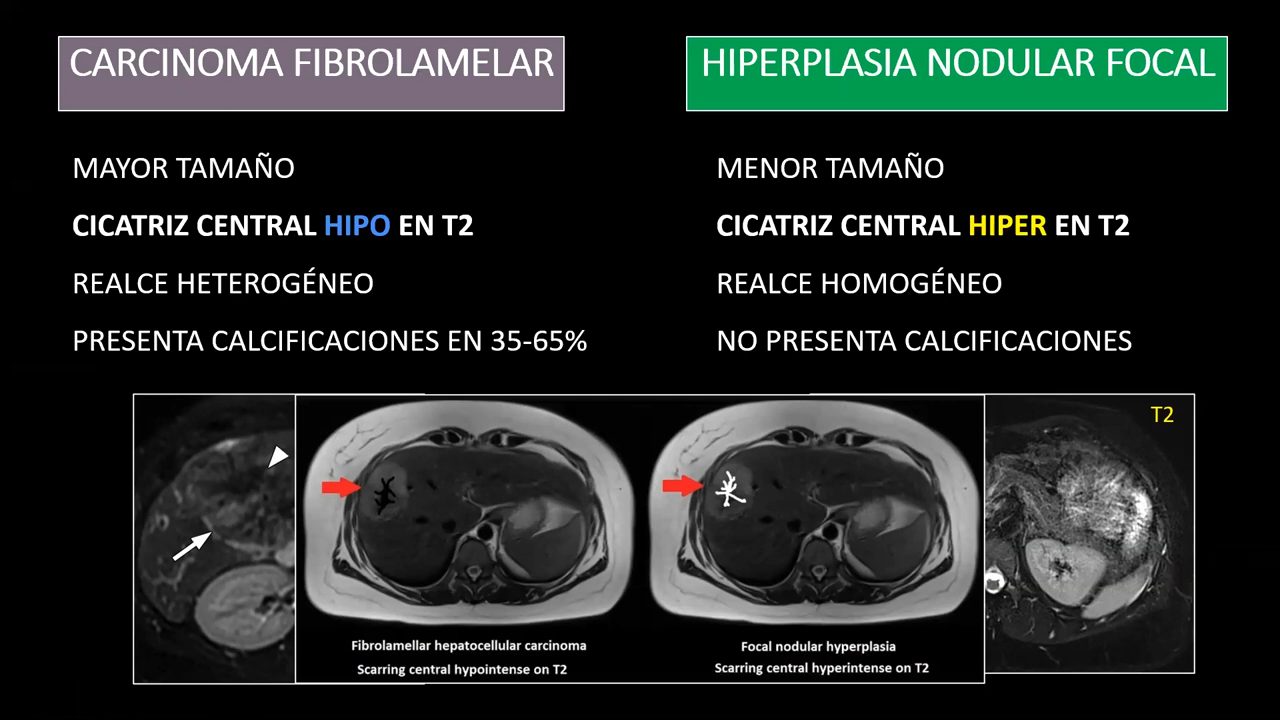 CARCINOMA FIBROLAMELAR
MAYOR TAMAÑO
CICATRIZ CENTRAL HIPO EN T2
REALCE HETEROGÉNEO
PRESENTA CALCIFICACIONES EN 35-65%
HIPERPLASIA NODULAR FOCAL
MENOR TAMAÑO
CICATRIZ CENTRAL HIPER EN T2
REALCE HOMOGÉNEO
NO PRESENTA CALCIFICACIONES
Fibrolamellar hepatocellular carcinoma
Scarring central hypointense on T2
Focal nodular hyperplasia
Scarring central hyperintense on T2
T2